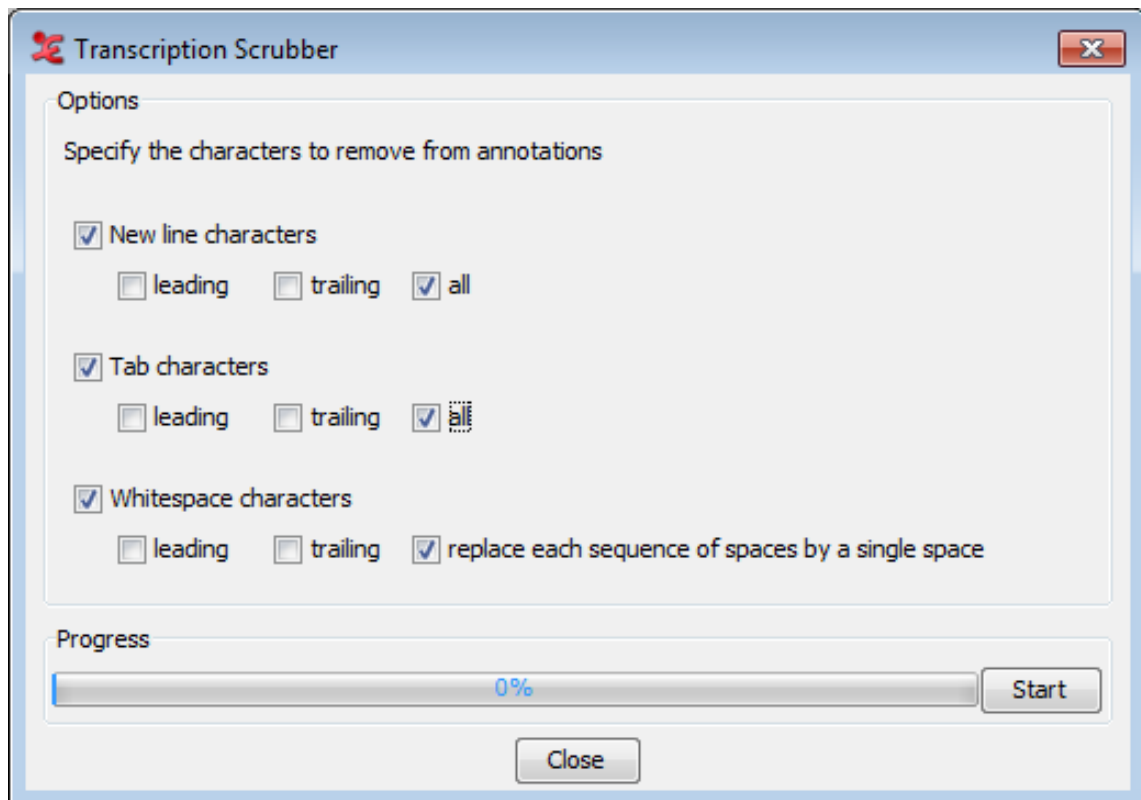 Transcription Scrubber
Options
Specify the characters to remove from annotations
New line characters
leading trailing all
Tab characters
leading trailing all
Whitespace characters
leading trailing replace each sequence of spaces by a single space
Progress
0% Start
Close